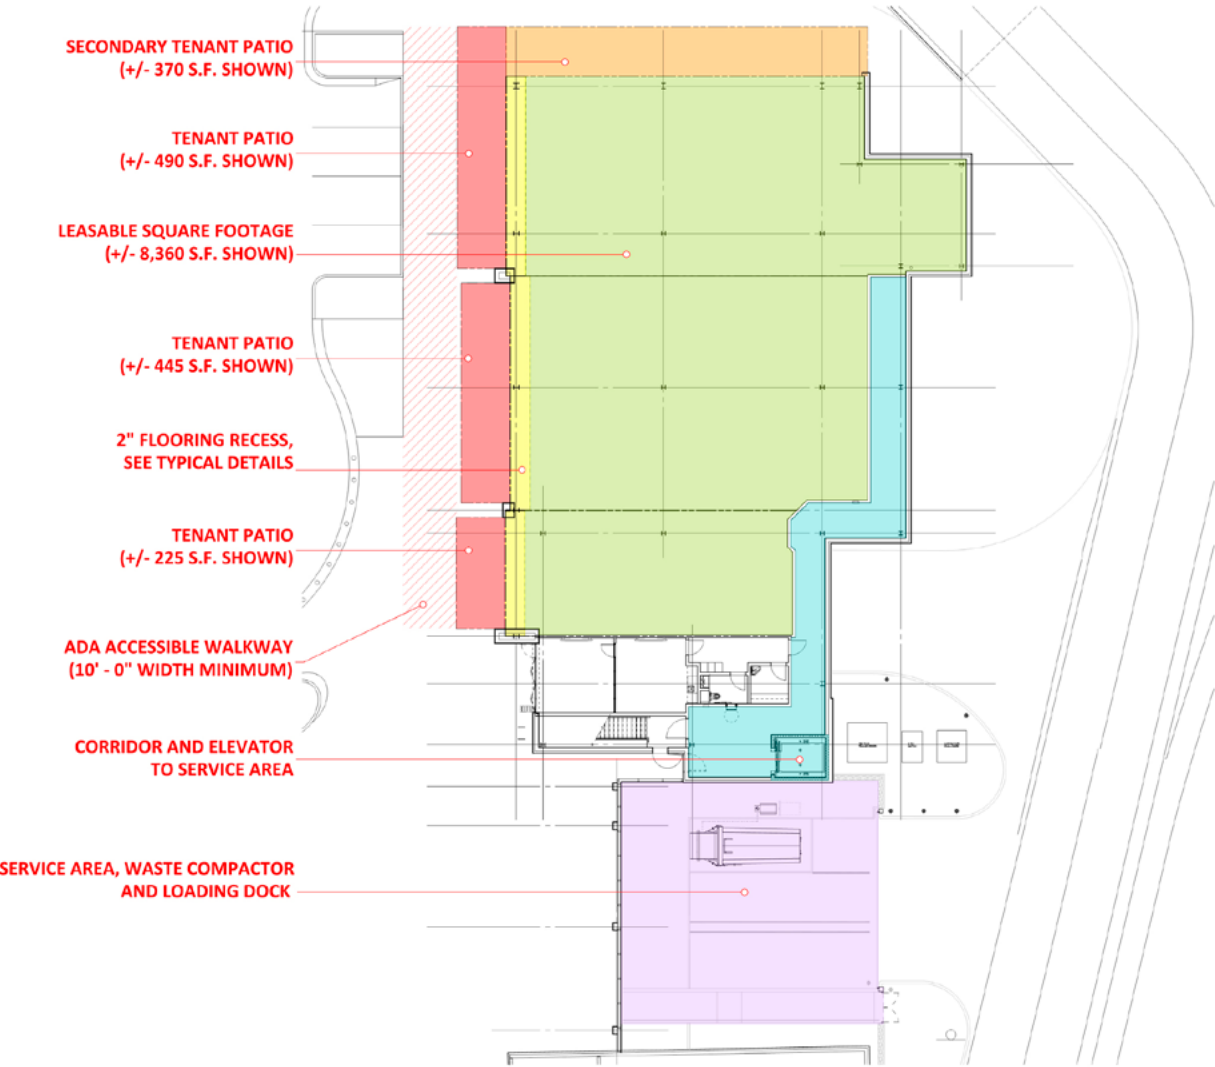 SECONDARY TENANT PATIO
(+/- 370 S.F. SHOWN)
TENANT PATIO
(+/- 490 S.F. SHOWN)
LEASABLE SQUARE FOOTAGE
(+/- 8,360 S.F. SHOWN)
TENANT PATIO
(+/- 445 S.F. SHOWN)
2" FLOORING RECESS,
SEE TYPICAL DETAILS
TENANT PATIO
(+/- 225 S.F. SHOWN)
ADA ACCESSIBLE WALKWAY
(10' - 0" WIDTH MINIMUM)
CORRIDOR AND ELEVATOR
TO SERVICE AREA
SERVICE AREA, WASTE COMPACTOR
AND LOADING DOCK